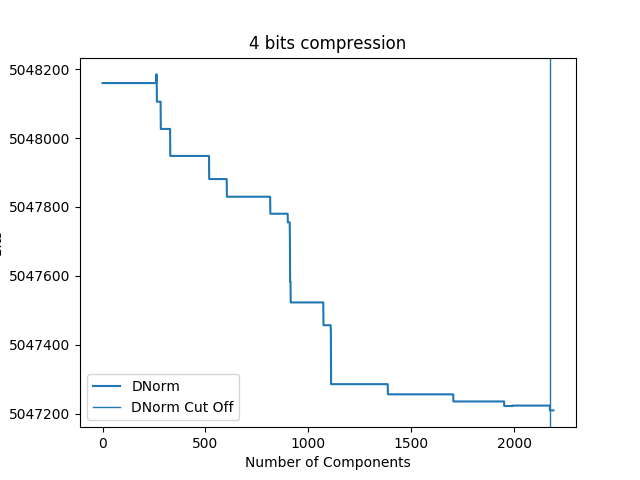 4 bits compression
5048200
5048000
5047800
5047600
5047400
5047200
0 500 1000 1500 2000
Number of Components
DNorm
DNorm Cut Off